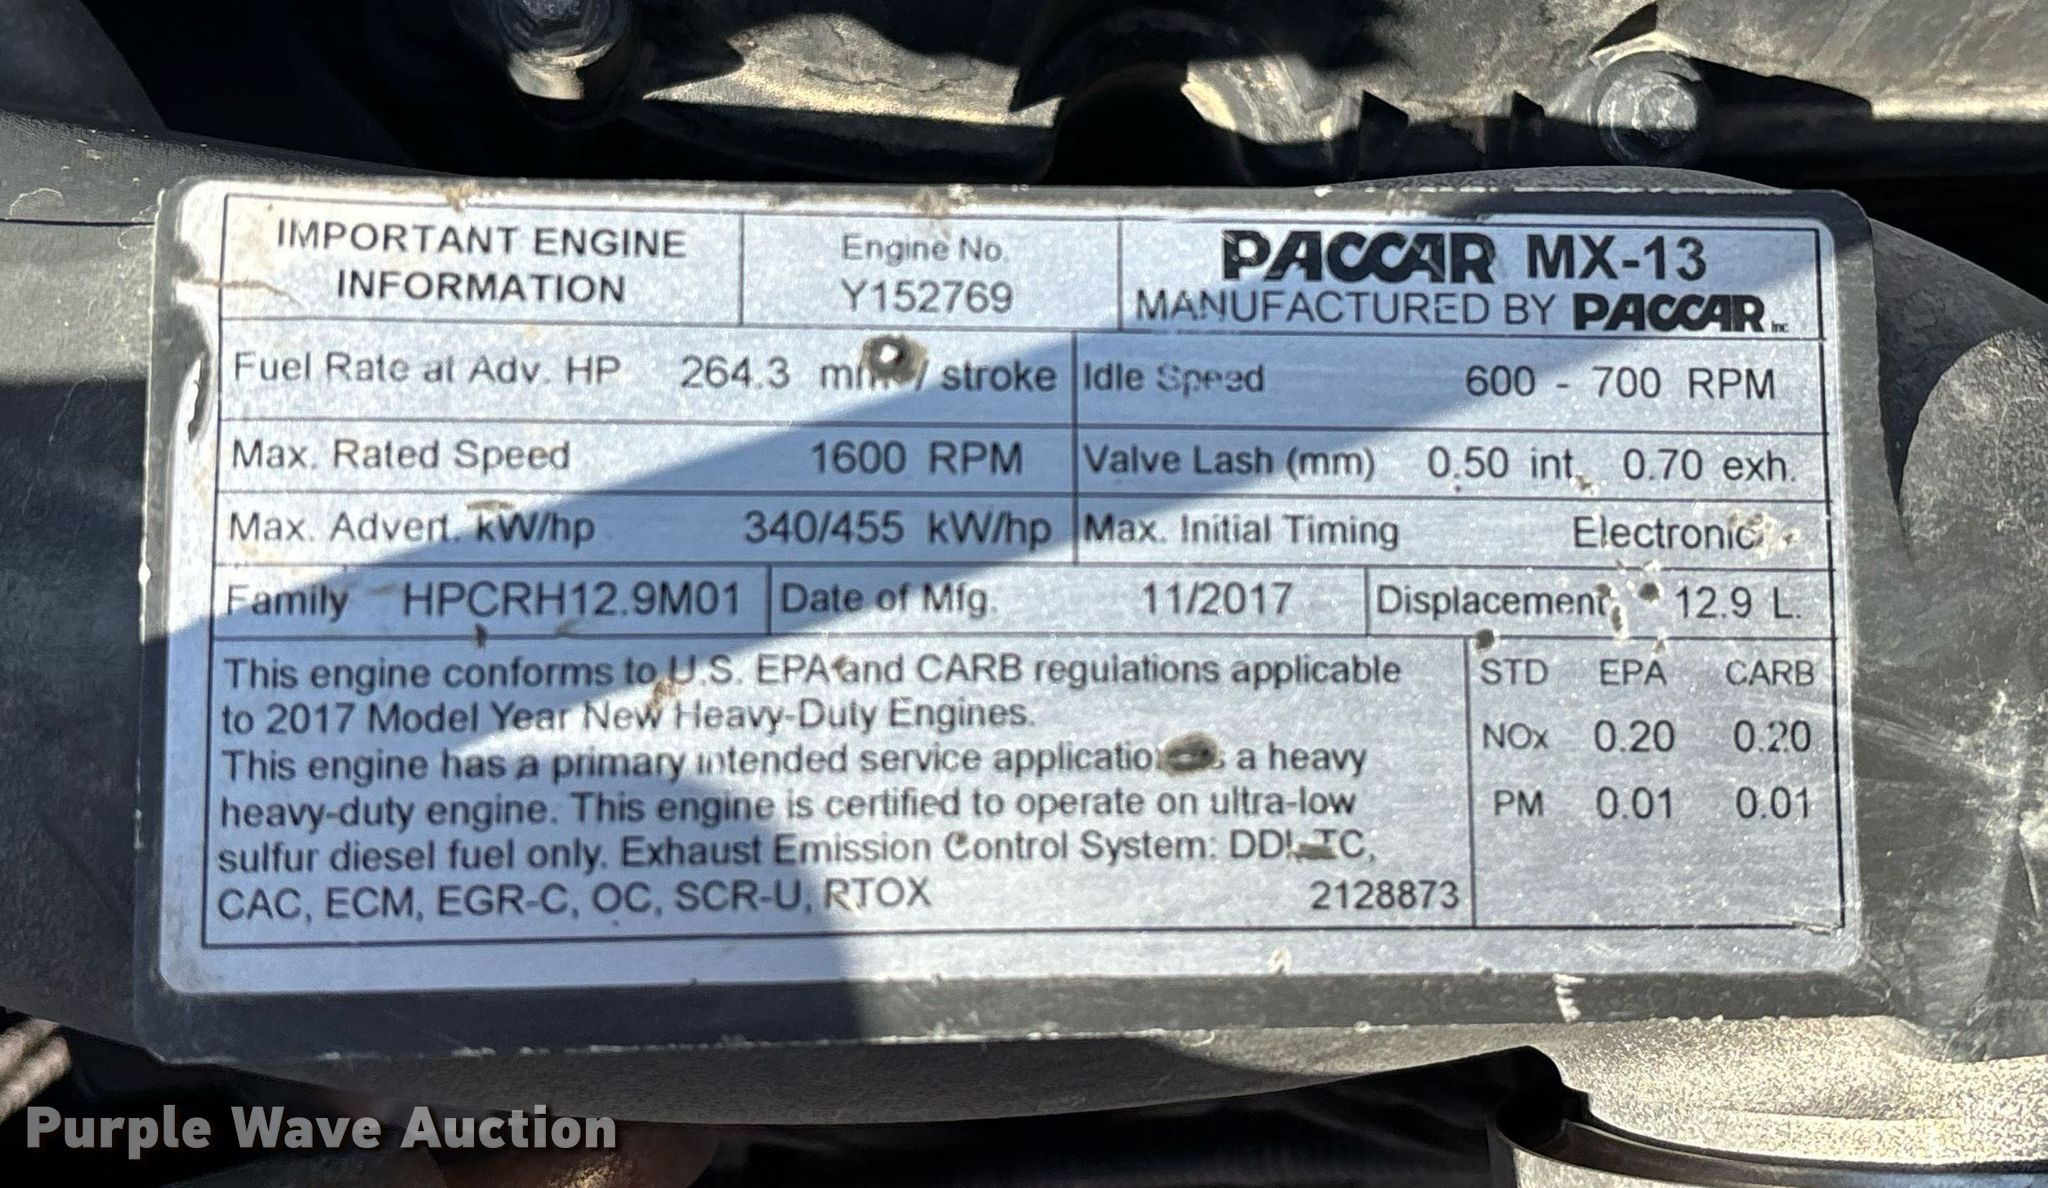 IMPORTANT ENGINE INFORMATION
Engine No.
Y152769
PACCAR MX-13
MANUFACTURED BY PACCAR Inc
Fuel Rate at Adv. HP 264.3 / stroke
Idle Speed 600 - 700 RPM
Max. Rated Speed 1600 RPM
Valve Lash (mm) 0.50 int. 0.70 exh.
Max. Advert. kW/hp 340/455 kW/hp
Max. Initial Timing Electronic
Family HPCRH12.9M01
Date of Mfg. 11/2017
Displacement 12.9 L.
This engine conforms to U.S. EPA and CARB regulations applicable
to 2017 Model Year New Heavy-Duty Engines.
This engine has a primary intended service application a heavy
heavy-duty engine. This engine is certified to operate on ultra-low
sulfur diesel fuel only. Exhaust Emission Control System:
CAC, ECM, EGR-C, OC, SCR-U, RTOX 2128873
STD EPA CARB
NOx 0.20 0.20
PM 0.01 0.01
Purple Wave Auction